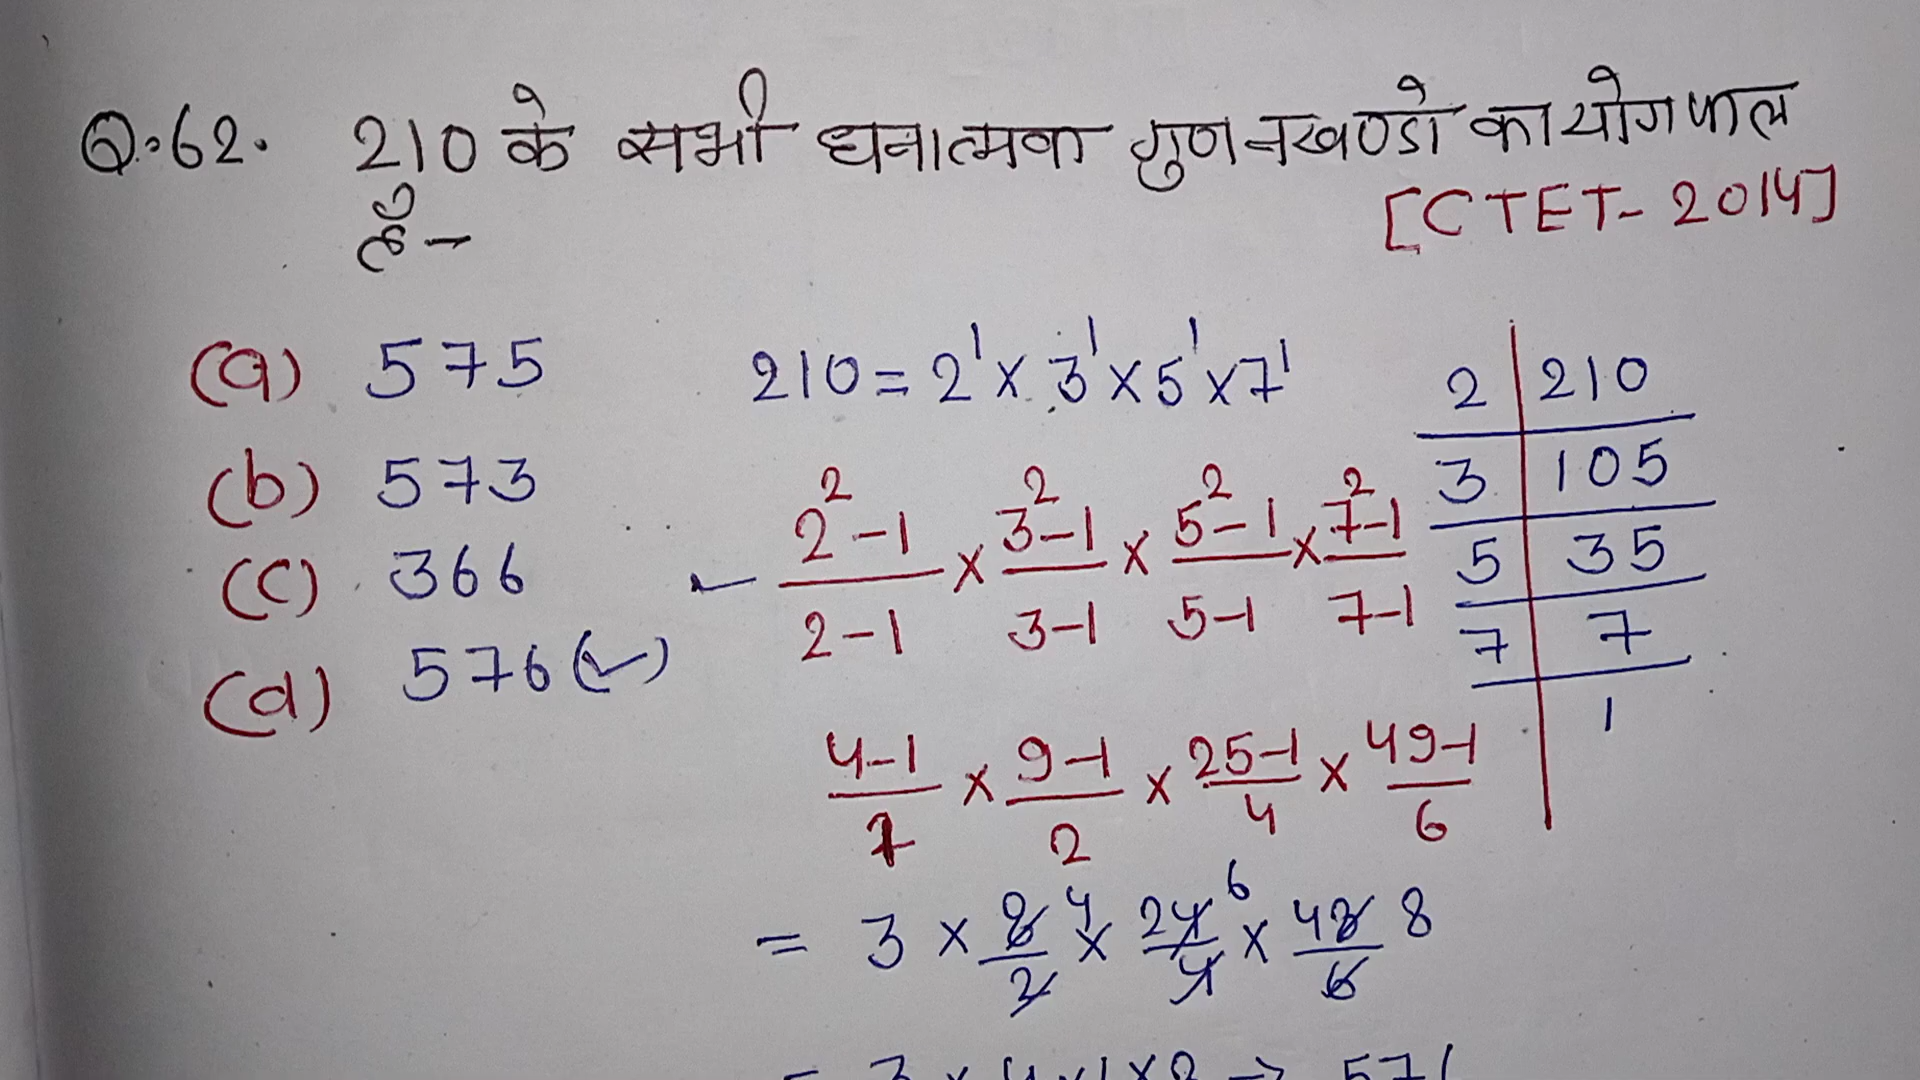 Q.62. 210 के सभी धनात्मक गुणनखण्डो का योगफल
है -
[CTET - 2014]
(a) 575
(b) 573
(c) 366
(d) 576 (✓)
210 = 2¹ × 3¹ × 5¹ × 7¹
2 | 210
3 | 105
5 | 35
7 | 7
1
2² - 1 / 2 - 1 × 3² - 1 / 3 - 1 × 5² - 1 / 5 - 1 × 7² - 1 / 7 - 1
4 - 1 / 1 × 9 - 1 / 2 × 25 - 1 / 4 × 49 - 1 / 6
= 3 × 8 / 2 4 × 24 / 4 6 × 48 / 6 8